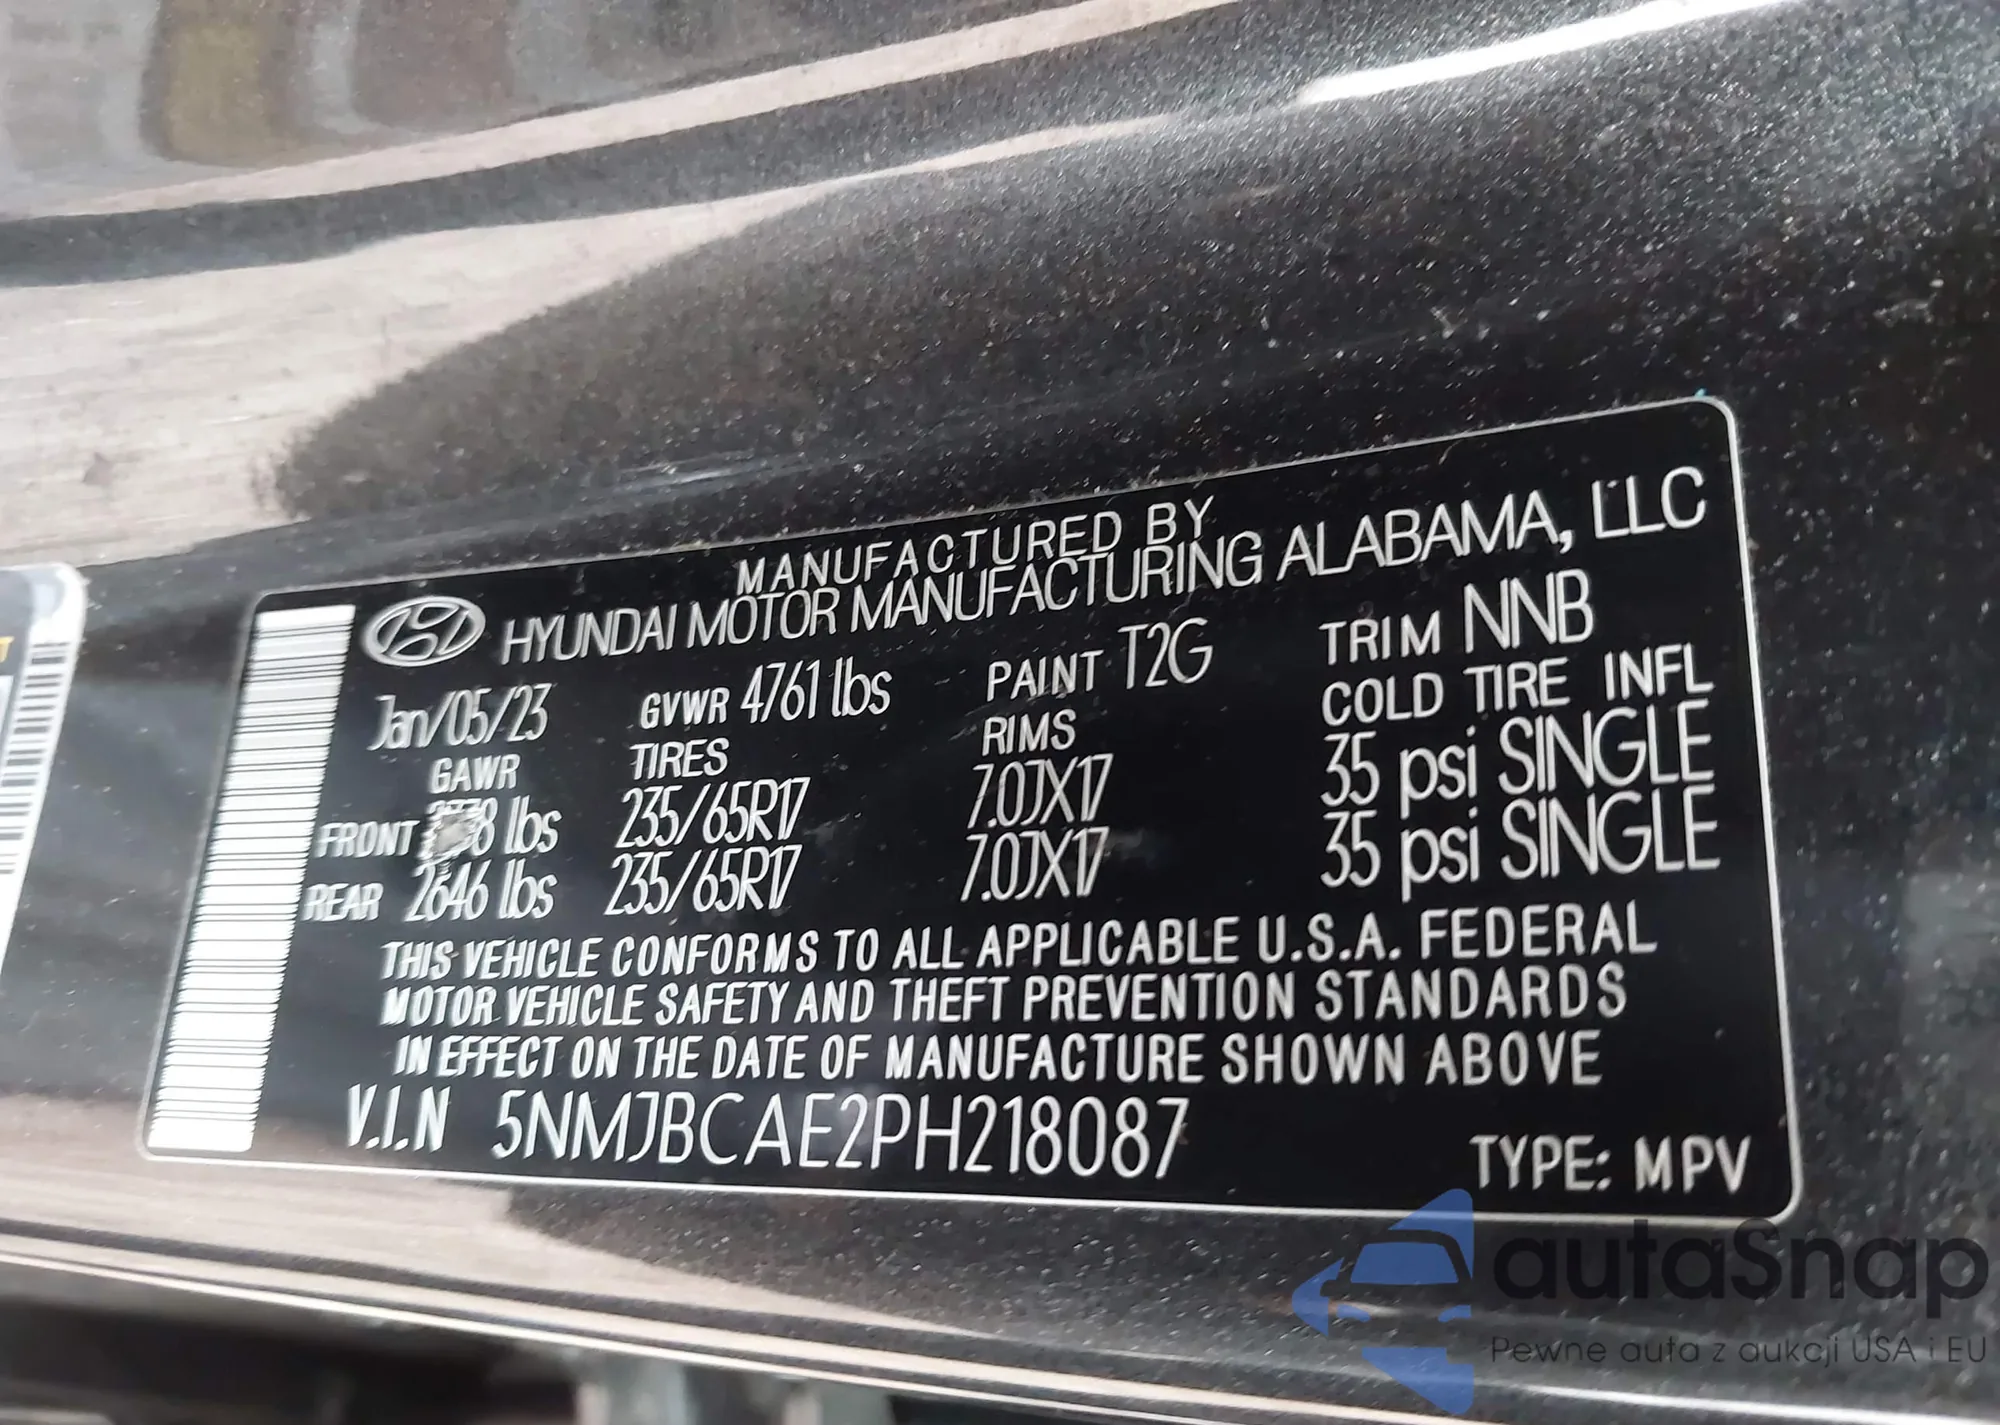 MANUFACTURED BY
HYUNDAI MOTOR MANUFACTURING ALABAMA, LLC
Jan/05/23 GVWR 4761 lbs PAINT T2G TRIM NNB
GAWR TIRES RIMS COLD TIRE INFL
FRONT lbs 235/65R17 7.0JX17 35 psi SINGLE
REAR 2646 lbs 235/65R17 7.0JX17 35 psi SINGLE
THIS VEHICLE CONFORMS TO ALL APPLICABLE U.S.A. FEDERAL
MOTOR VEHICLE SAFETY AND THEFT PREVENTION STANDARDS
IN EFFECT ON THE DATE OF MANUFACTURE SHOWN ABOVE
V.I.N 5NMJBCAE2PH218087
TYPE: MPV
autaSnap
Pewne auta z aukcji USA i EU